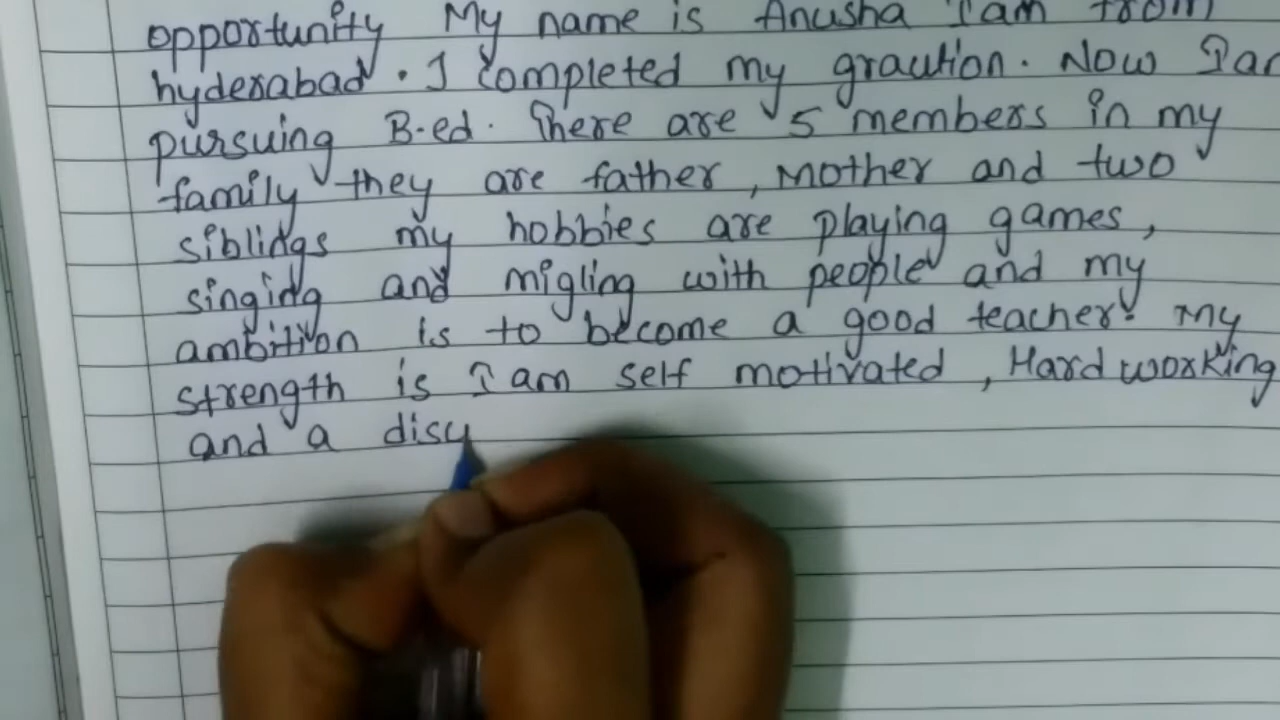 opportunity My name is Anusha I am from
hyderabad. I completed my graution. Now I am
pursuing B.ed. There are 5 members in my
family they are father, Mother and two
siblings my hobbies are playing games,
singing and migling with people and my
ambition is to become a good teacher. My
strength is I am self motivated, Hard working
and a disci